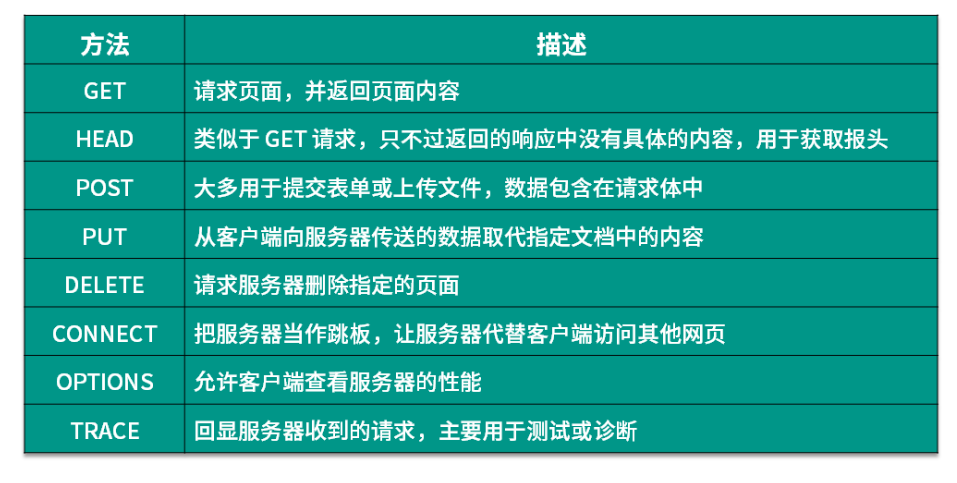 方法 描述
GET 请求页面，并返回页面内容
HEAD 类似于 GET 请求，只不过返回的响应中没有具体的内容，用于获取报头
POST 大多用于提交表单或上传文件，数据包含在请求体中
PUT 从客户端向服务器传送的数据取代指定文档中的内容
DELETE 请求服务器删除指定的页面
CONNECT 把服务器当作跳板，让服务器代替客户端访问其他网页
OPTIONS 允许客户端查看服务器的性能
TRACE 回显服务器收到的请求，主要用于测试或诊断